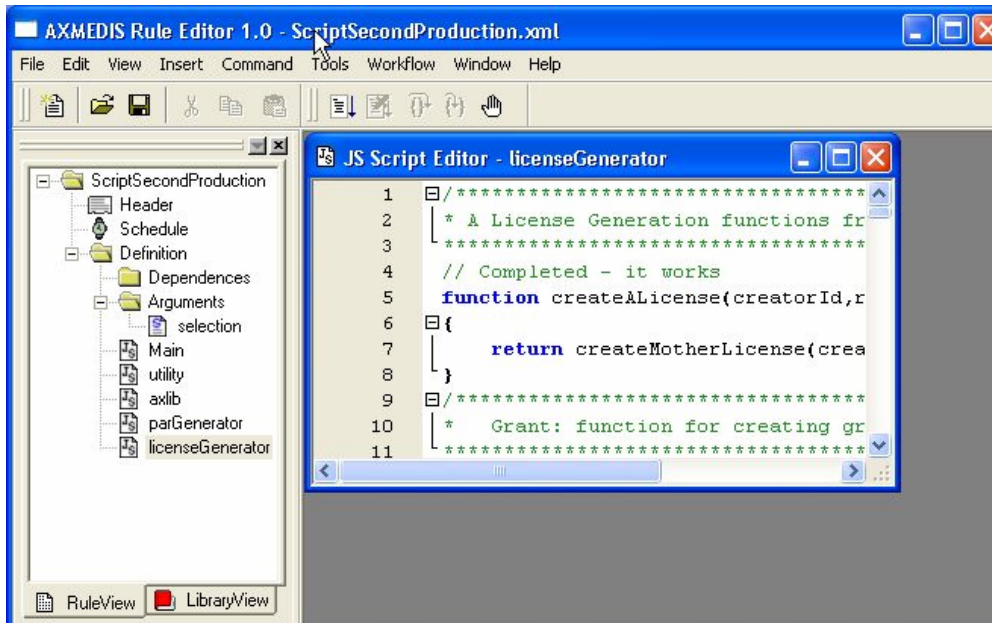 AXMEDIS Rule Editor 1.0 - ScriptSecondProduction.xml
File Edit View Insert Command Tools Workflow Window Help
ScriptSecondProduction
Header
Schedule
Definition
Dependences
Arguments
selection
Main
utility
axlib
parGenerator
licenseGenerator
RuleView LibraryView
JS Script Editor - licenseGenerator
1 /***********************************
2 * A License Generation functions fr
3 ***********************************
4 // Completed - it works
5 function createALicense(creatorId,r
6 {
7 return createMotherLicense(crea
8 }
9 /***********************************
10 * Grant: function for creating gr
11 ***********************************